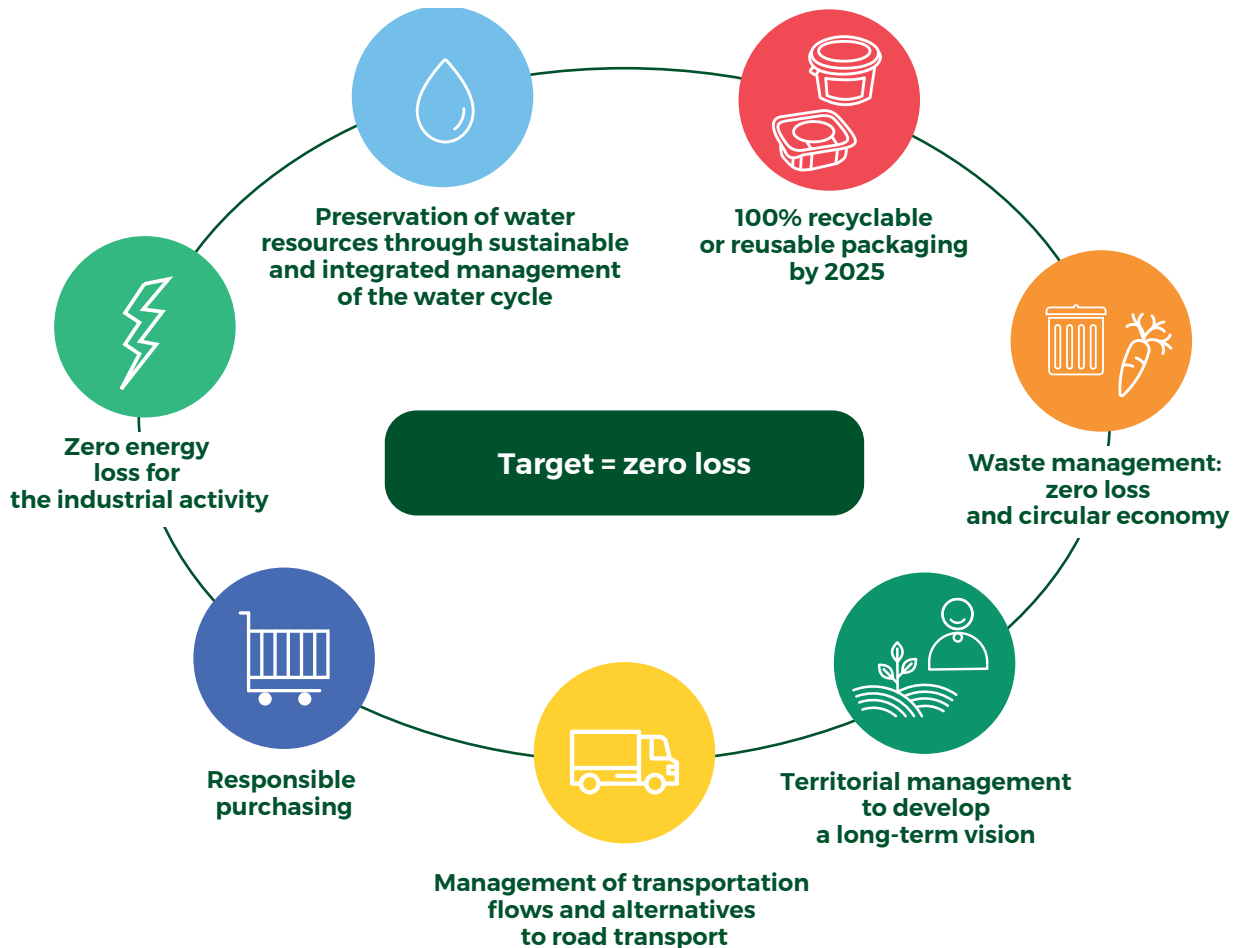 Preservation of water
resources through sustainable
and integrated management
of the water cycle
100% recyclable
or reusable packaging
by 2025
Zero energy
loss for
the industrial activity
Target = zero loss
Waste management:
zero loss
and circular economy
Responsible
purchasing
Territorial management
to develop
a long-term vision
Management of transportation
flows and alternatives
to road transport